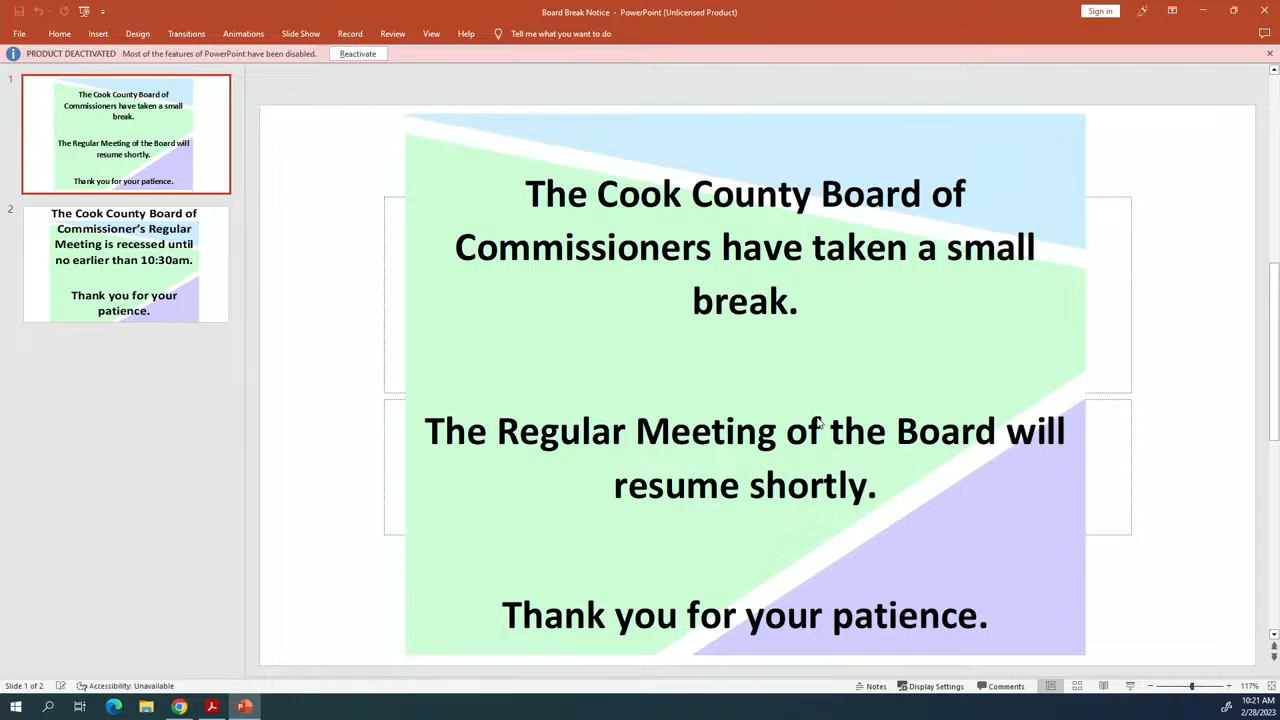 Board Break Notice - PowerPoint (Unlicensed Product)
Sign in
File Home Insert Design Transitions Animations Slide Show Record Review View Help Tell me what you want to do
PRODUCT DEACTIVATED Most of the features of PowerPoint have been disabled. Reactivate
1
The Cook County Board of
Commissioners have taken a small
break.
The Regular Meeting of the Board will
resume shortly.
Thank you for your patience.
2
The Cook County Board of
Commissioner's Regular
Meeting is recessed until
no earlier than 10:30am.
Thank you for your
patience.
The Cook County Board of
Commissioners have taken a small
break.
The Regular Meeting of the Board will
resume shortly.
Thank you for your patience.
Slide 1 of 2 Accessibility: Unavailable Notes Display Settings Comments 117%
10:21 AM
2/28/2023